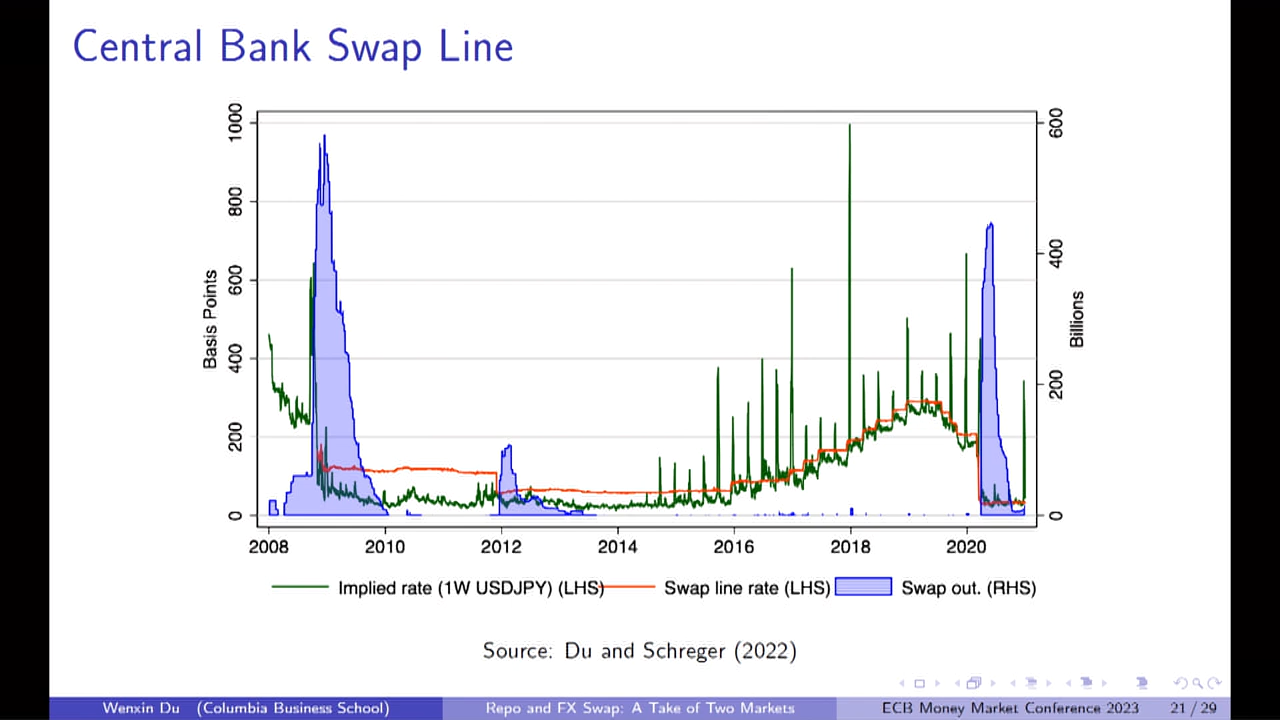 Central Bank Swap Line
1000
800
600
400
200
0
Basis Points
600
400
200
0
Billions
2008 2010 2012 2014 2016 2018 2020
Implied rate (1W USDJPY) (LHS) Swap line rate (LHS) Swap out. (RHS)
Source: Du and Schreger (2022)
Wenxin Du (Columbia Business School) Repo and FX Swap: A Take of Two Markets ECB Money Market Conference 2023 21 / 29